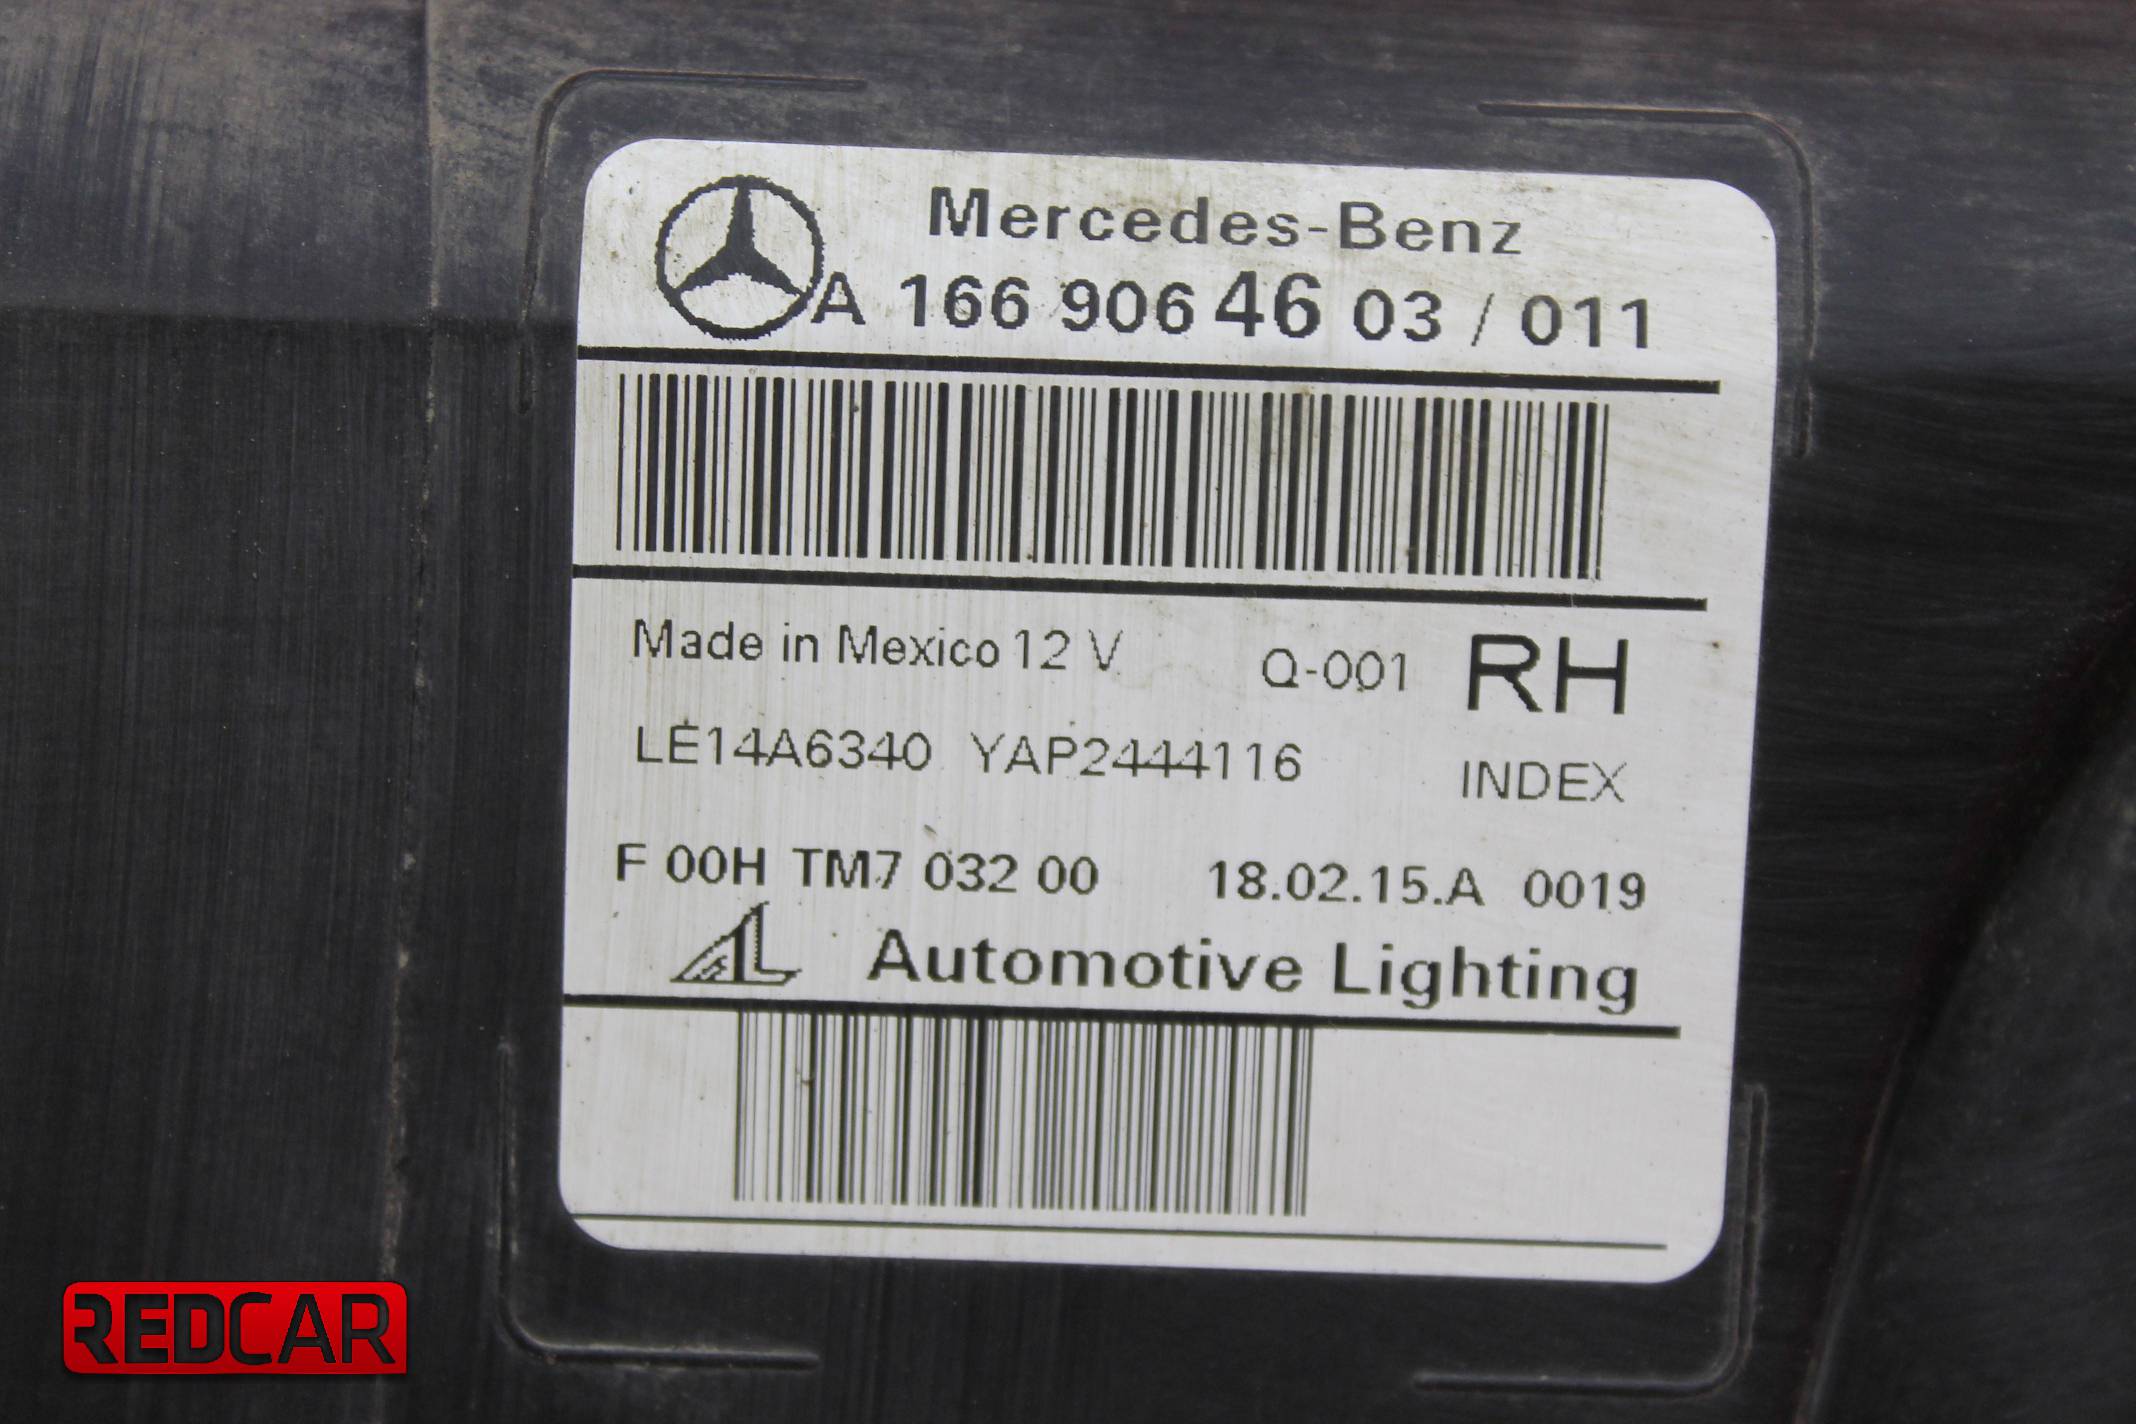 Mercedes-Benz
A 166 906 46 03 / 011
Made in Mexico 12 V Q-001 RH
LE14A6340 YAP2444116 INDEX
F 00H TM7 032 00 18.02.15.A 0019
AL Automotive Lighting
REDCAR